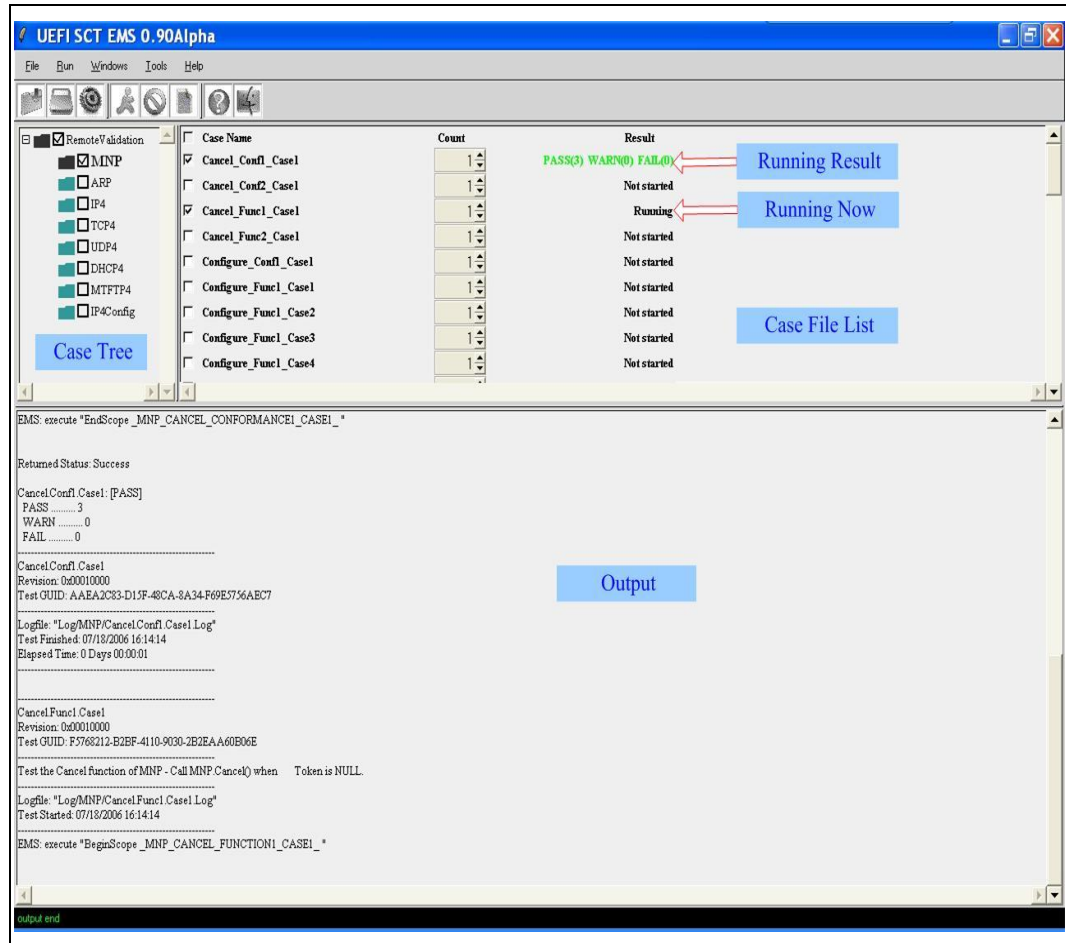 UEFI SCT EMS 0.90Alpha
File Run Windows Tools Help
RemoteValidation
MNP
ARP
IP4
TCP4
UDP4
DHCP4
MTFTP4
IP4Config
Case Tree
Case Name Count Result
Cancel_Conf1_Case1 1 PASS(3) WARN(0) FAIL(0) Running Result
Cancel_Conf2_Case1 1 Not started
Cancel_Func1_Case1 1 Running Running Now
Cancel_Func2_Case1 1 Not started
Configure_Conf1_Case1 1 Not started
Configure_Func1_Case1 1 Not started
Configure_Func1_Case2 1 Not started
Case File List
Configure_Func1_Case3 1 Not started
Configure_Func1_Case4 1 Not started
EMS: execute "EndScope _MNP_CANCEL_CONFORMANCE1_CASE1_ "
Returned Status: Success
Cancel.Conf1.Case1: [PASS]
PASS .......... 3
WARN .......... 0
FAIL .......... 0
------------------------------------------------------------
Cancel.Conf1.Case1
Revision: 0x00010000
Test GUID: AAEA2C83-D15F-48CA-8A34-F69E5756AEC7
Output
------------------------------------------------------------
Logfile: "Log/MNP/Cancel.Conf1.Case1.Log"
Test Finished: 07/18/2006 16:14:14
Elapsed Time: 0 Days 00:00:01
------------------------------------------------------------
------------------------------------------------------------
Cancel.Func1.Case1
Revision: 0x00010000
Test GUID: F5768212-B2BF-4110-9030-2B2EAA60B06E
------------------------------------------------------------
Test the Cancel function of MNP - Call MNP.Cancel() when Token is NULL.
------------------------------------------------------------
Logfile: "Log/MNP/Cancel.Func1.Case1.Log"
Test Started: 07/18/2006 16:14:14
------------------------------------------------------------
EMS: execute "BeginScope _MNP_CANCEL_FUNCTION1_CASE1_ "
output end